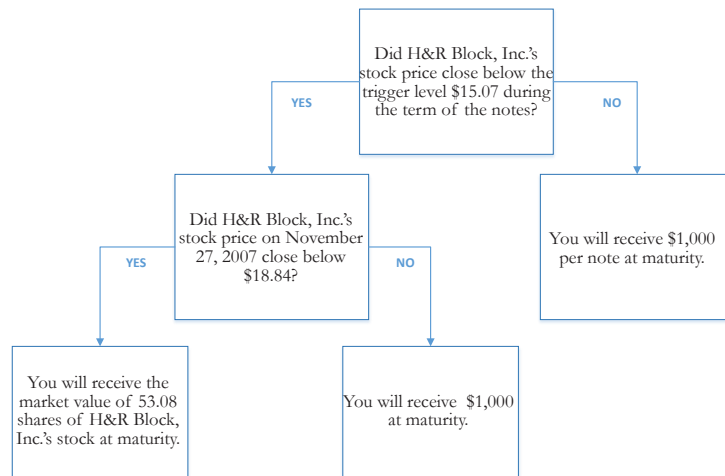 Did H&R Block, Inc.'s
stock price close below the
trigger level $15.07 during
the term of the notes?
YES
NO
Did H&R Block, Inc.'s
stock price on November
27, 2007 close below
$18.84?
You will receive $1,000
per note at maturity.
YES
NO
You will receive the
market value of 53.08
shares of H&R Block,
Inc.'s stock at maturity.
You will receive $1,000
at maturity.